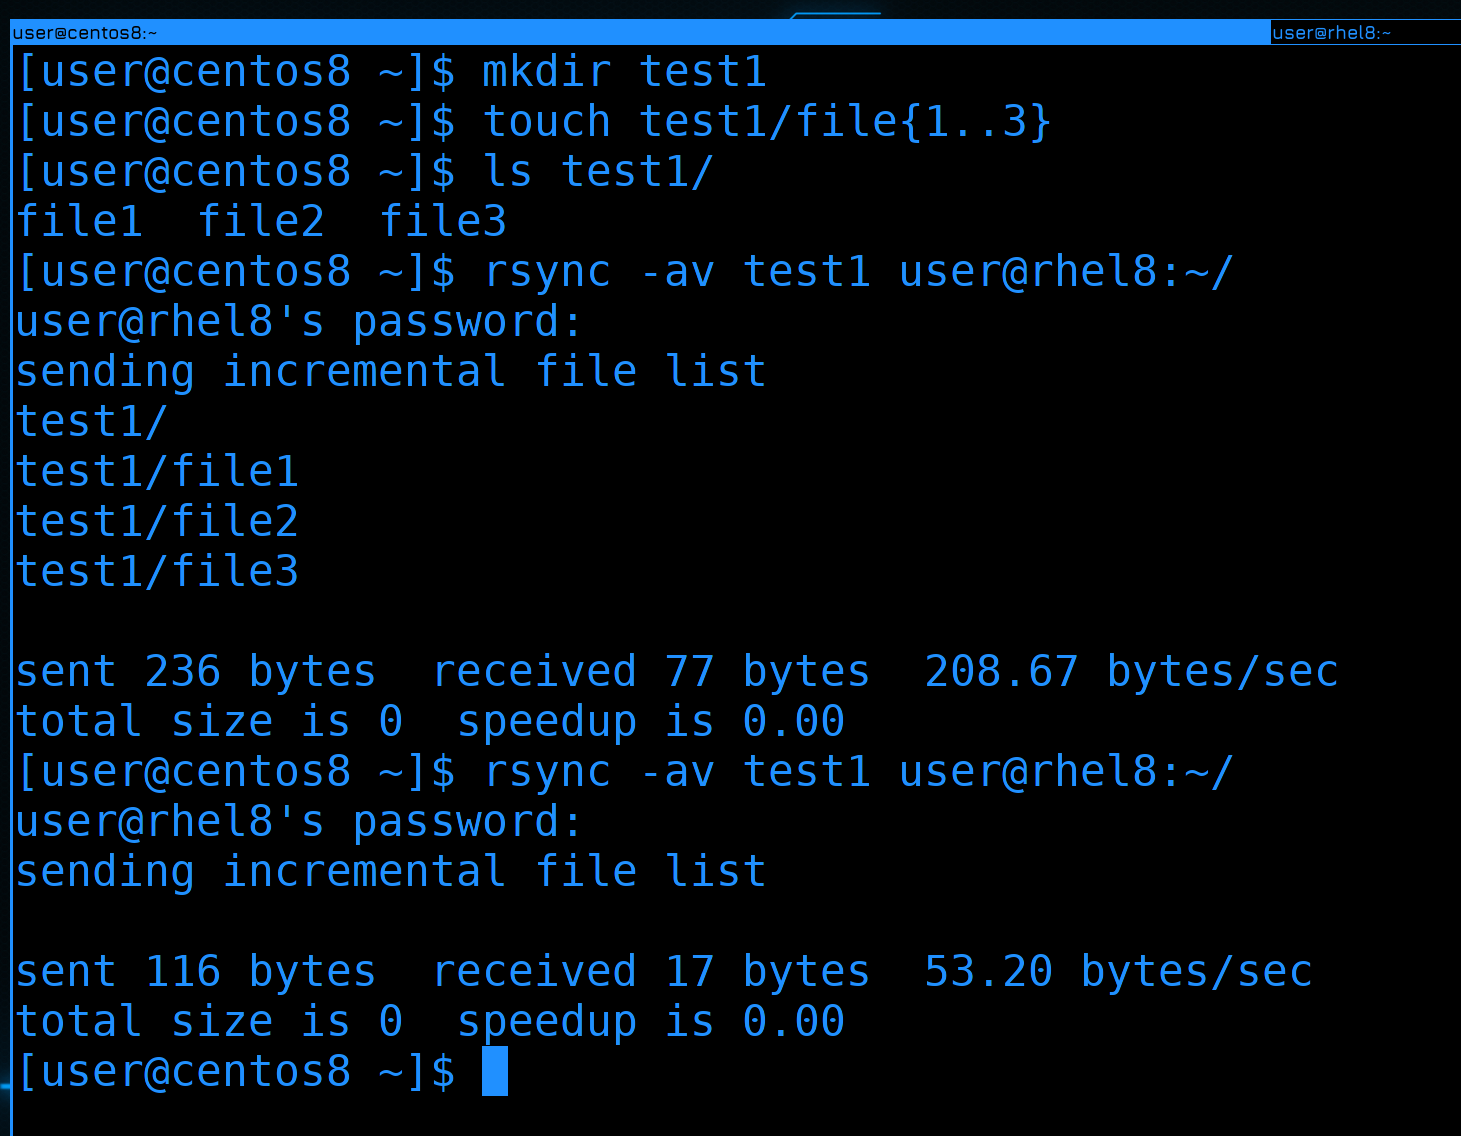 user@centos8:~
user@rhel8:~
[user@centos8 ~]$ mkdir test1
[user@centos8 ~]$ touch test1/file{1..3}
[user@centos8 ~]$ ls test1/
file1  file2  file3
[user@centos8 ~]$ rsync -av test1 user@rhel8:~/
user@rhel8's password:
sending incremental file list
test1/
test1/file1
test1/file2
test1/file3

sent 236 bytes  received 77 bytes  208.67 bytes/sec
total size is 0  speedup is 0.00
[user@centos8 ~]$ rsync -av test1 user@rhel8:~/
user@rhel8's password:
sending incremental file list

sent 116 bytes  received 17 bytes  53.20 bytes/sec
total size is 0  speedup is 0.00
[user@centos8 ~]$